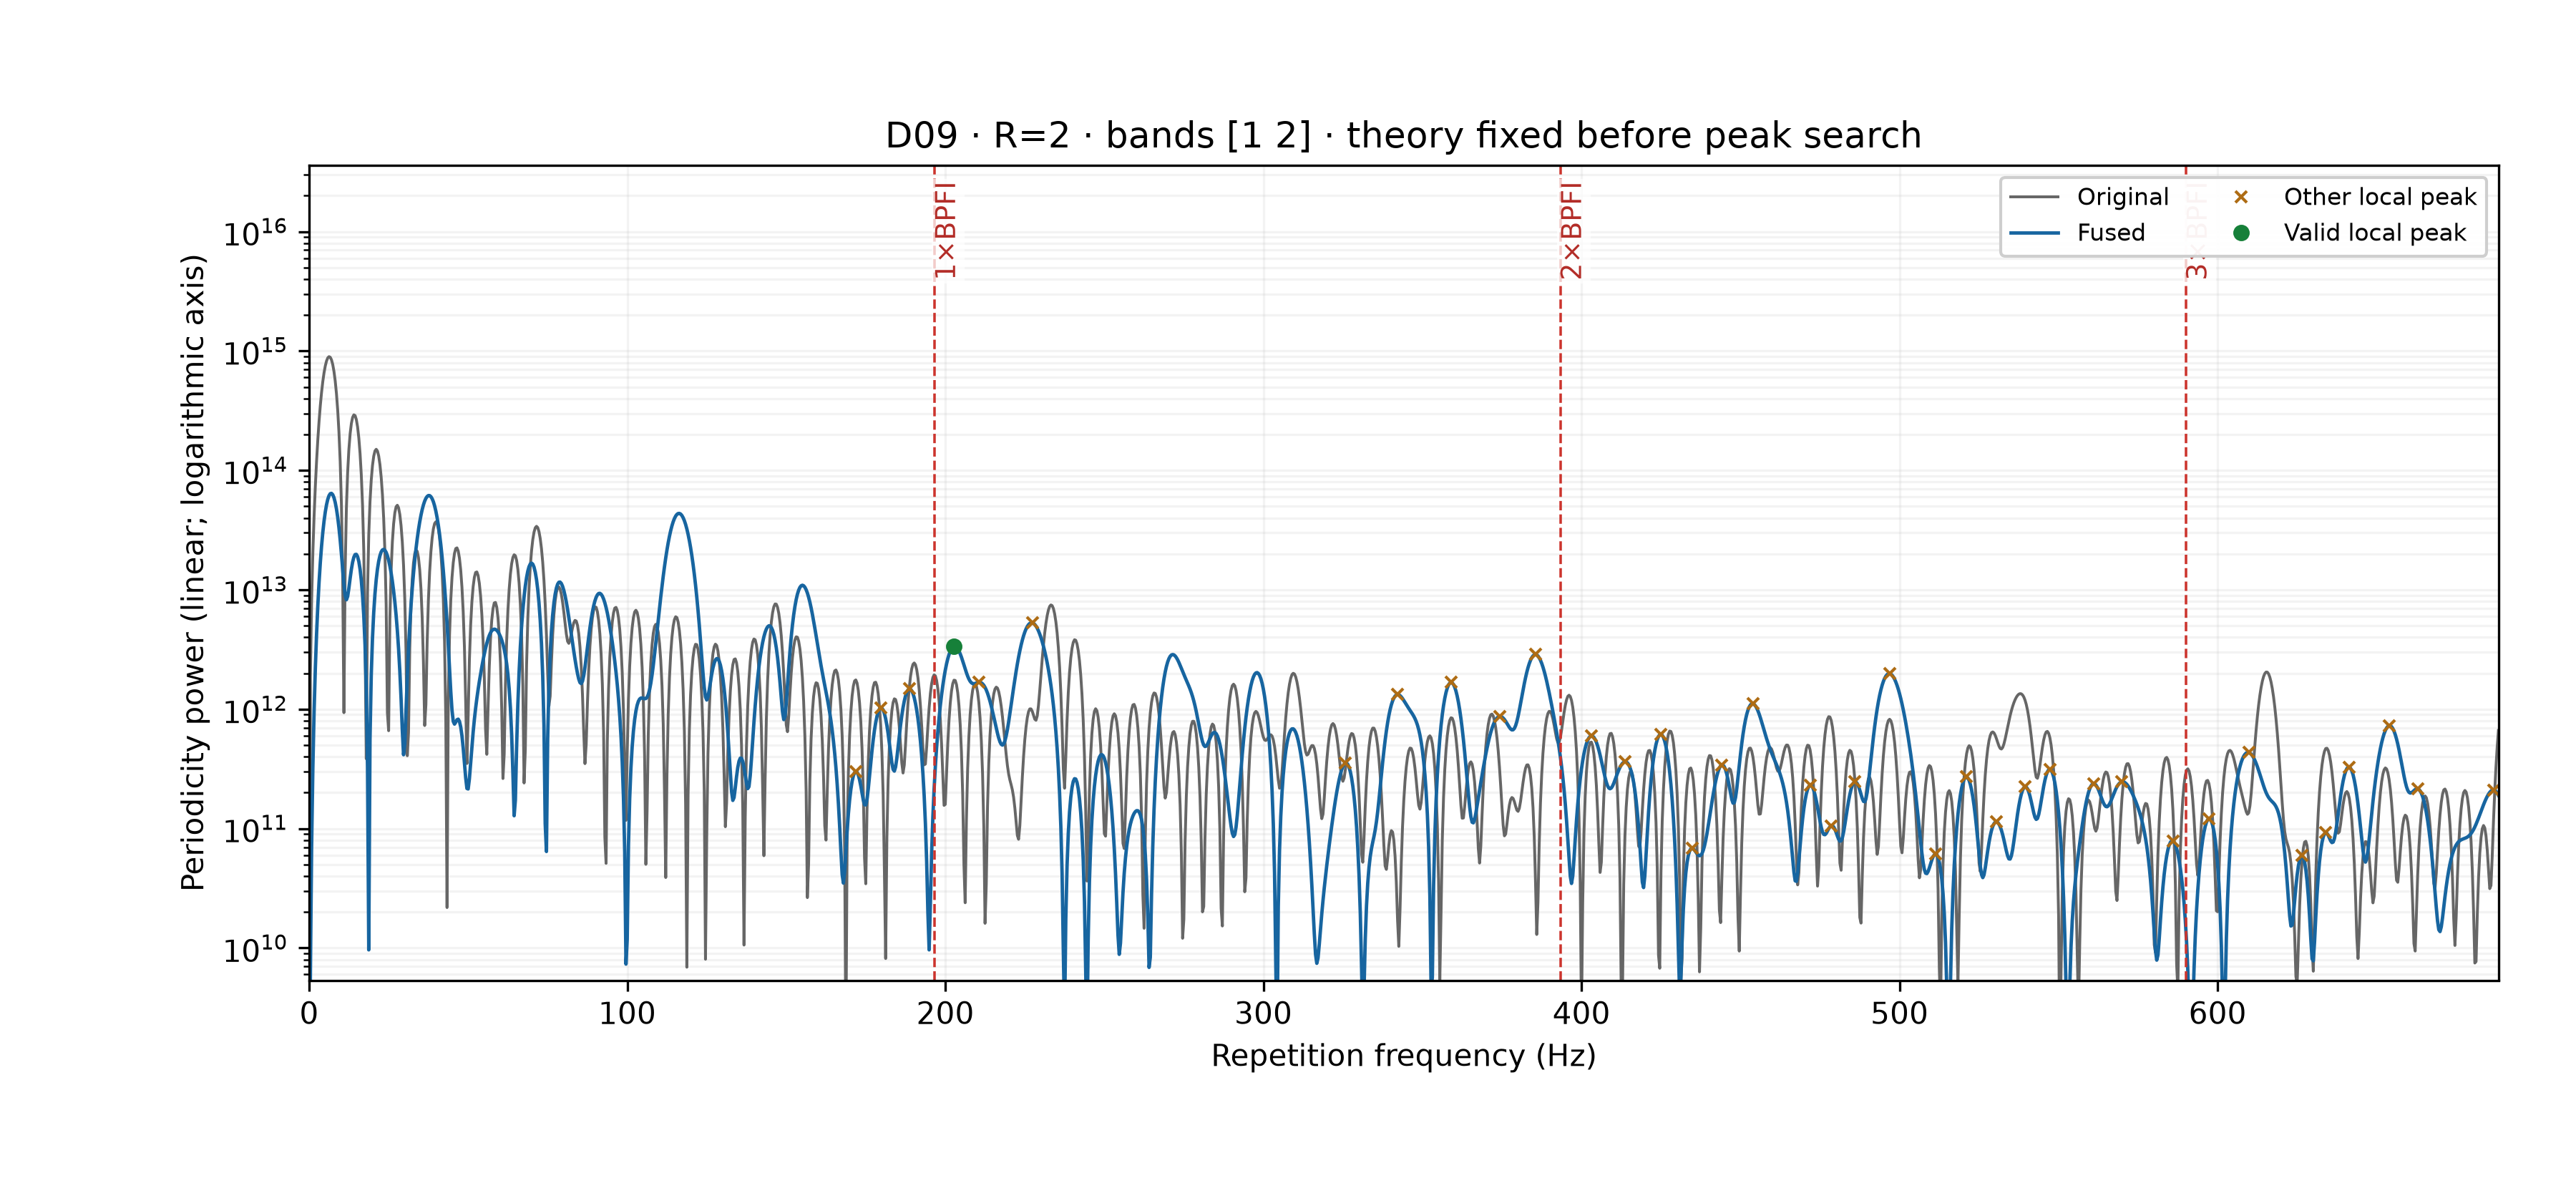 D09 · R=2 · bands [1 2] · theory fixed before peak search
Periodicity power (linear; logarithmic axis)
10^16
10^15
10^14
10^13
10^12
10^11
10^10
1×BPFI
2×BPFI
3×BPFI
Original
Fused
Other local peak
Valid local peak
0 100 200 300 400 500 600
Repetition frequency (Hz)